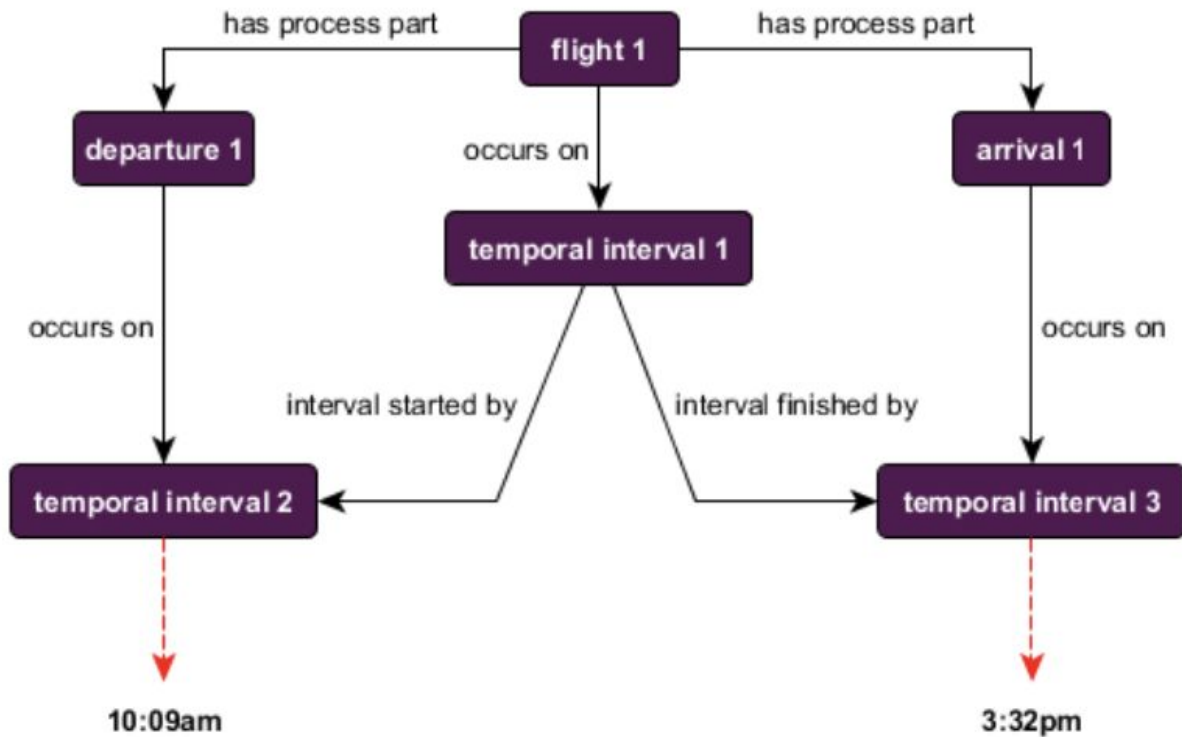 has process part
flight 1
has process part
departure 1
occurs on
arrival 1
temporal interval 1
occurs on
occurs on
interval started by
interval finished by
temporal interval 2
temporal interval 3
10:09am
3:32pm